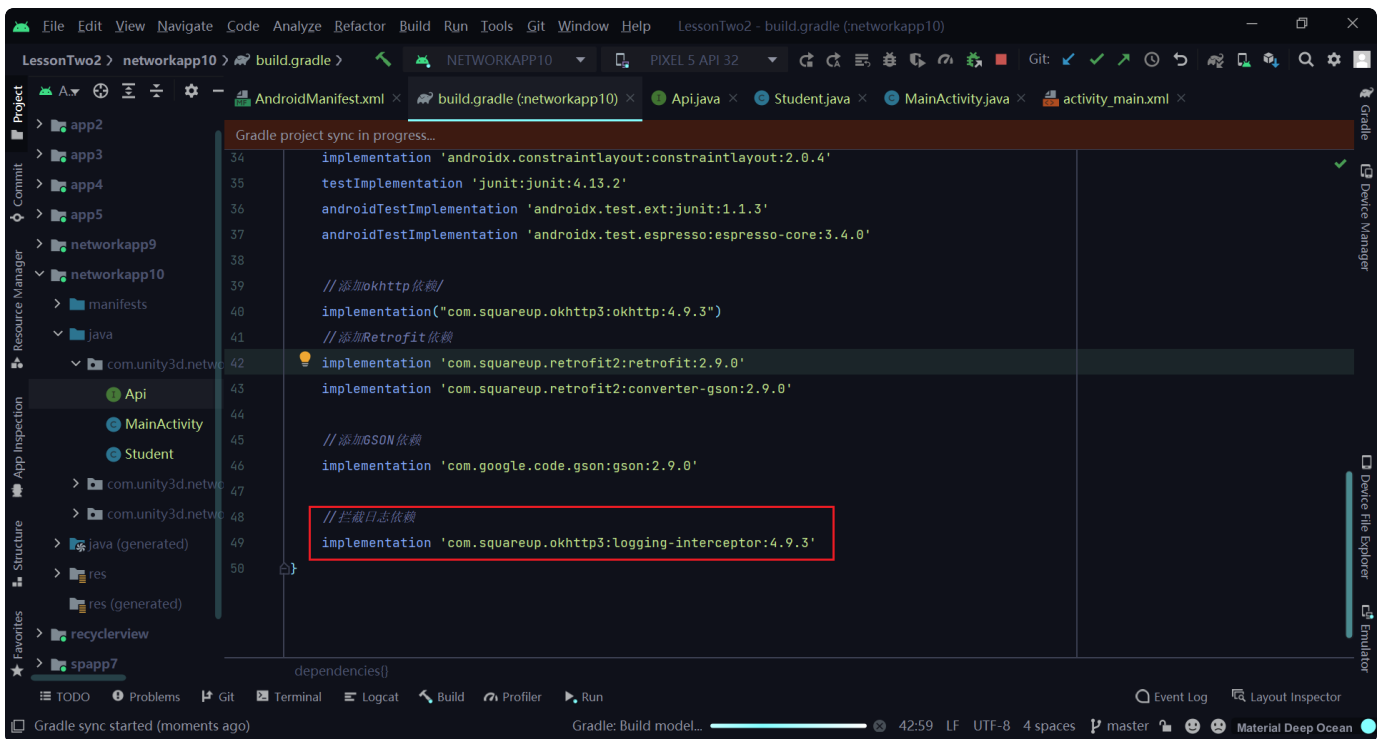 File Edit View Navigate Code Analyze Refactor Build Run Tools Git Window Help LessonTwo2 - build.gradle (:networkapp10)
LessonTwo2 networkapp10 build.gradle NETWORKAPP10 PIXEL 5 API 32 Git:
Project
A..
AndroidManifest.xml build.gradle (:networkapp10) Api.java Student.java MainActivity.java activity_main.xml
Gradle
app2
Gradle project sync in progress...
app3
34 implementation 'androidx.constraintlayout:constraintlayout:2.0.4'
Commit
app4
35 testImplementation 'junit:junit:4.13.2'
Device Manager
app5
36 androidTestImplementation 'androidx.test.ext:junit:1.1.3'
networkapp9
37 androidTestImplementation 'androidx.test.espresso:espresso-core:3.4.0'
Resource Manager
38
networkapp10
39 //添加okhttp依赖/
manifests
40 implementation("com.squareup.okhttp3:okhttp:4.9.3")
java
41 //添加Retrofit依赖
com.unity3d.netwo
42 implementation 'com.squareup.retrofit2:retrofit:2.9.0'
Api
43 implementation 'com.squareup.retrofit2:converter-gson:2.9.0'
App Inspection
44
MainActivity
45 //添加GSON依赖
Student
46 implementation 'com.google.code.gson:gson:2.9.0'
Device File Explorer
com.unity3d.netwo
47
com.unity3d.netwo
48 //拦截日志依赖
Structure
java (generated)
49 implementation 'com.squareup.okhttp3:logging-interceptor:4.9.3'
res
50 }
res (generated)
Favorites
recyclerview
Emulator
spapp7
dependencies{}
TODO Problems Git Terminal Logcat Build Profiler Run Event Log Layout Inspector
Gradle sync started (moments ago) Gradle: Build model... 42:59 LF UTF-8 4 spaces master Material Deep Ocean